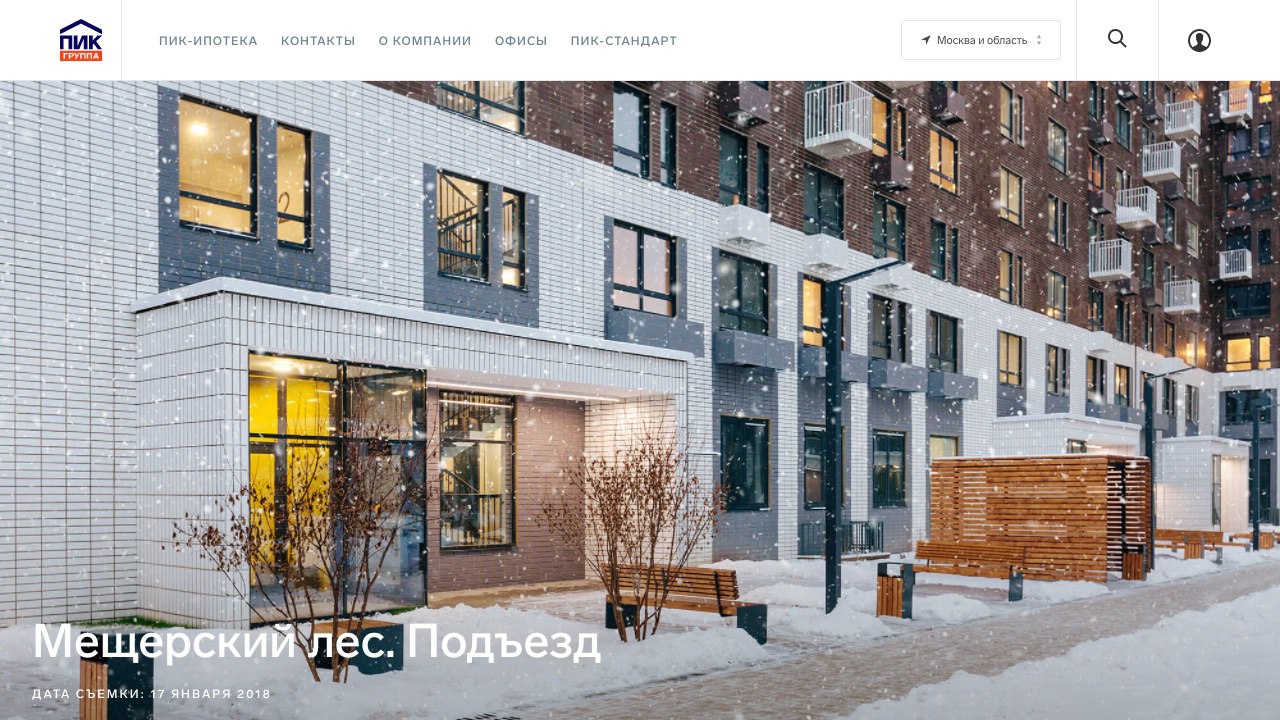 ПИК
ГРУППА
ПИК-ИПОТЕКА
КОНТАКТЫ
О КОМПАНИИ
ОФИСЫ
ПИК-СТАНДАРТ
Москва и область
Мещерский лес. Подъезд
ДАТА СЪЕМКИ: 17 ЯНВАРЯ 2018